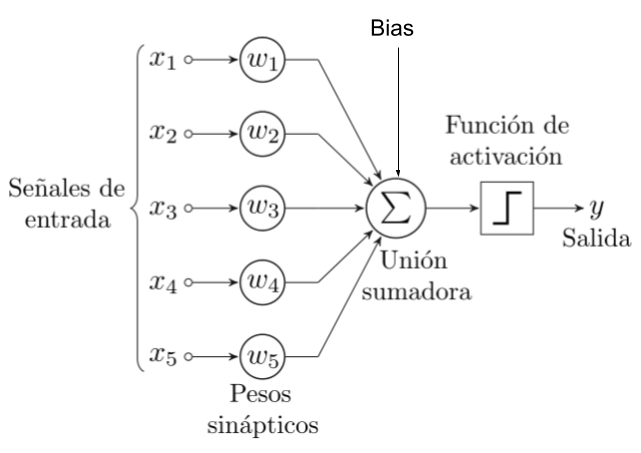 Bias
x₁
w₁
x₂
w₂
Función de
activación
Señales de
entrada
x₃
w₃
Σ
y
Salida
Unión
sumadora
x₄
w₄
x₅
w₅
Pesos
sinápticos